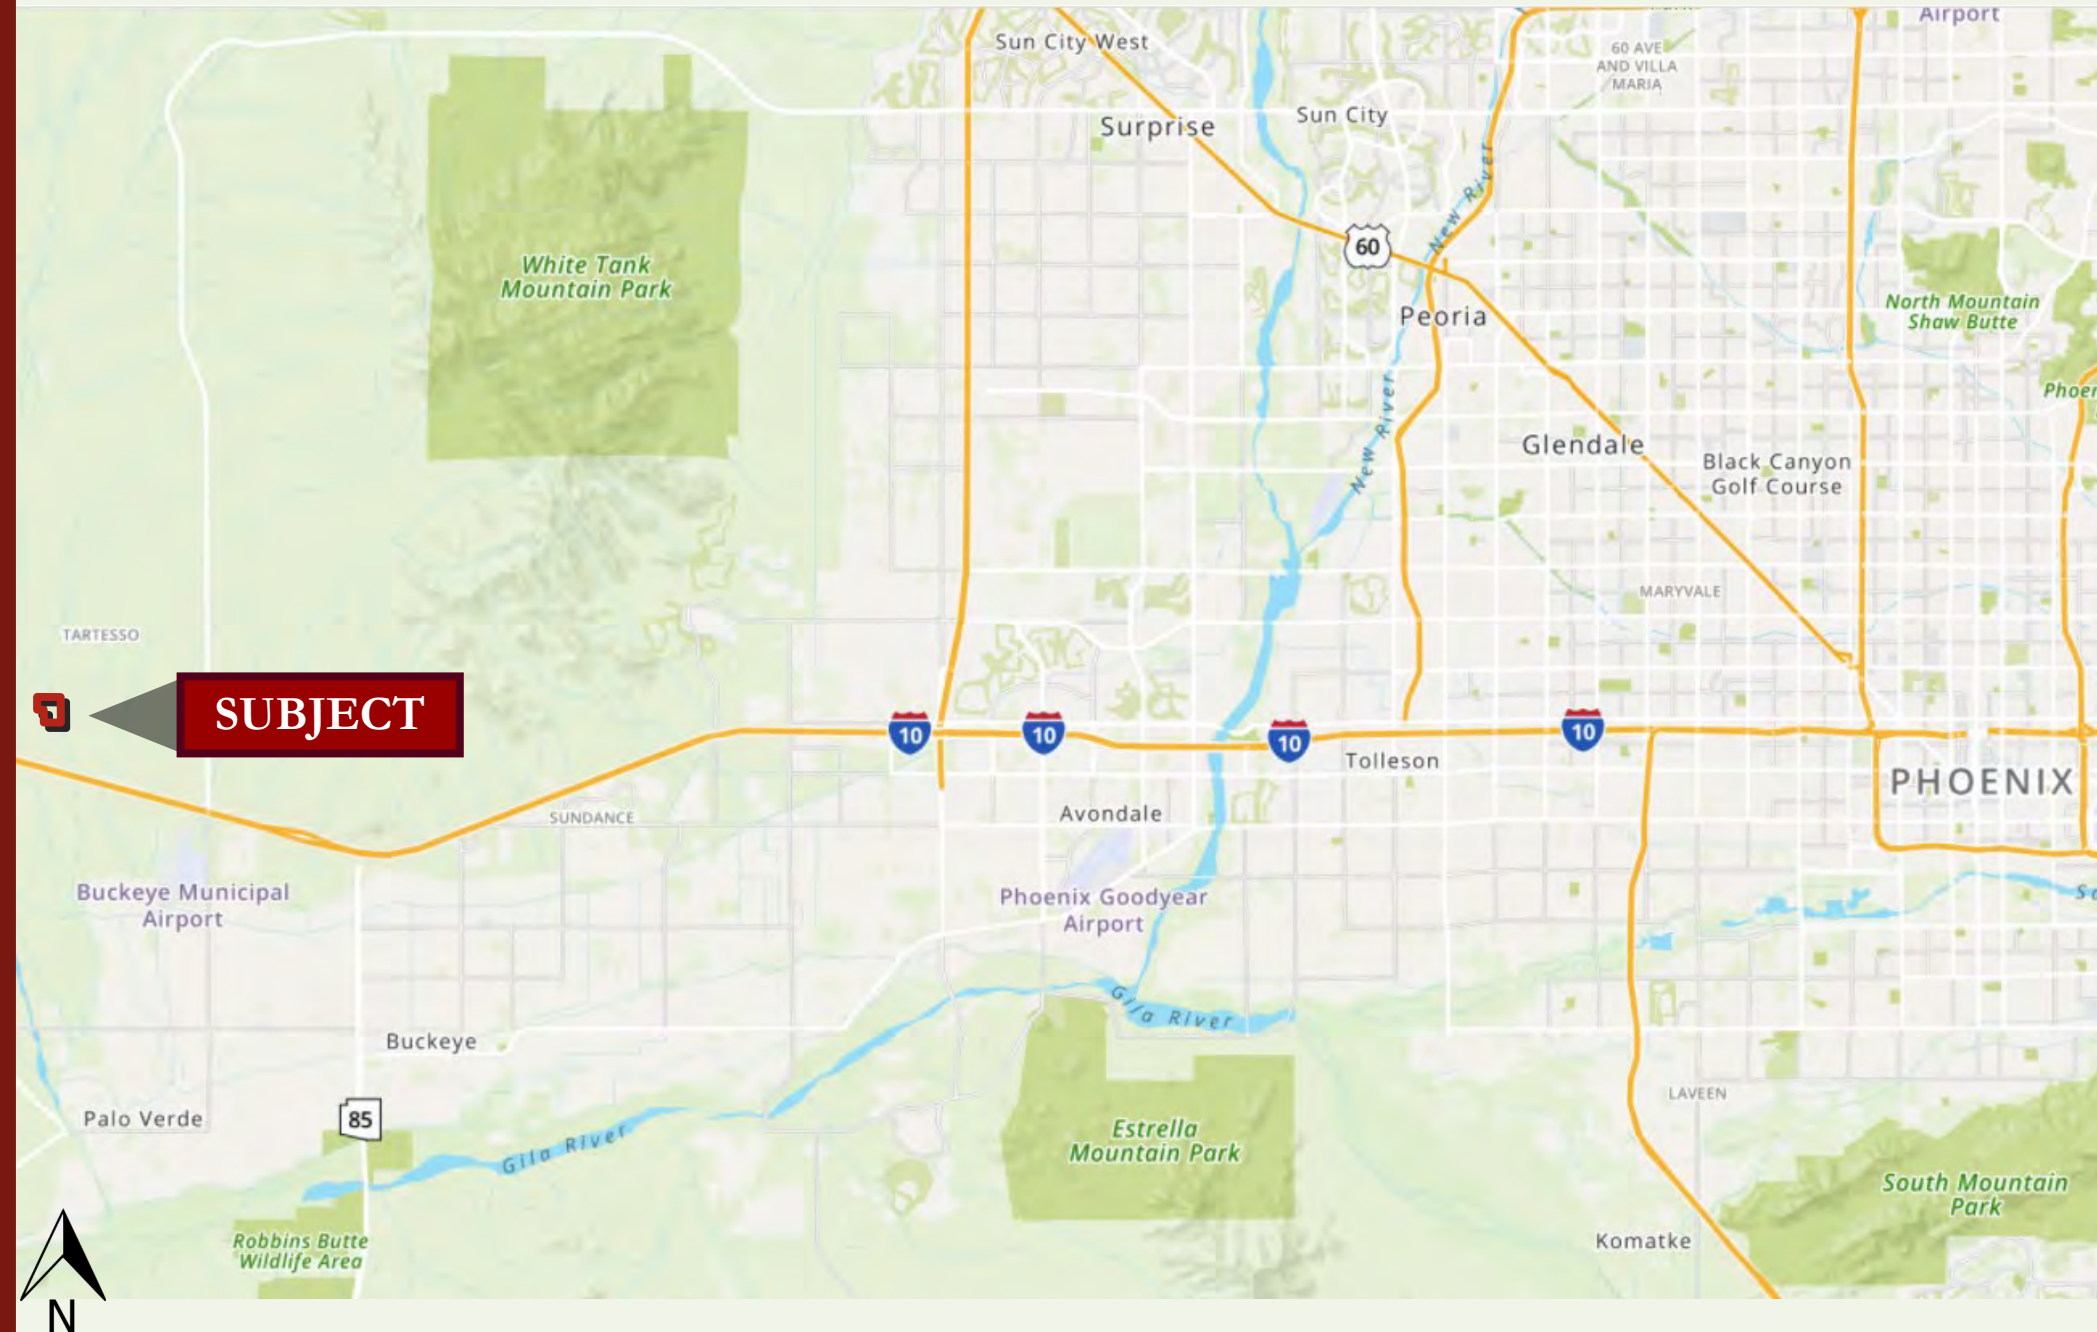 Airport
Sun City West
60 AVE
AND VILLA
MARIA
Sun City
Surprise
New River
60
White Tank
Mountain Park
North Mountain
Shaw Butte
Peoria
New River
Glendale
Black Canyon
Golf Course
MARYVALE
TARTESSO
SUBJECT
10
10
10
10
Tolleson
PHOENIX
SUNDANCE
Avondale
Buckeye Municipal
Airport
Phoenix Goodyear
Airport
Gila River
Buckeye
LAVEEN
Palo Verde
85
Gila River
Estrella
Mountain Park
South Mountain
Park
Robbins Butte
Wildlife Area
Komatke
N